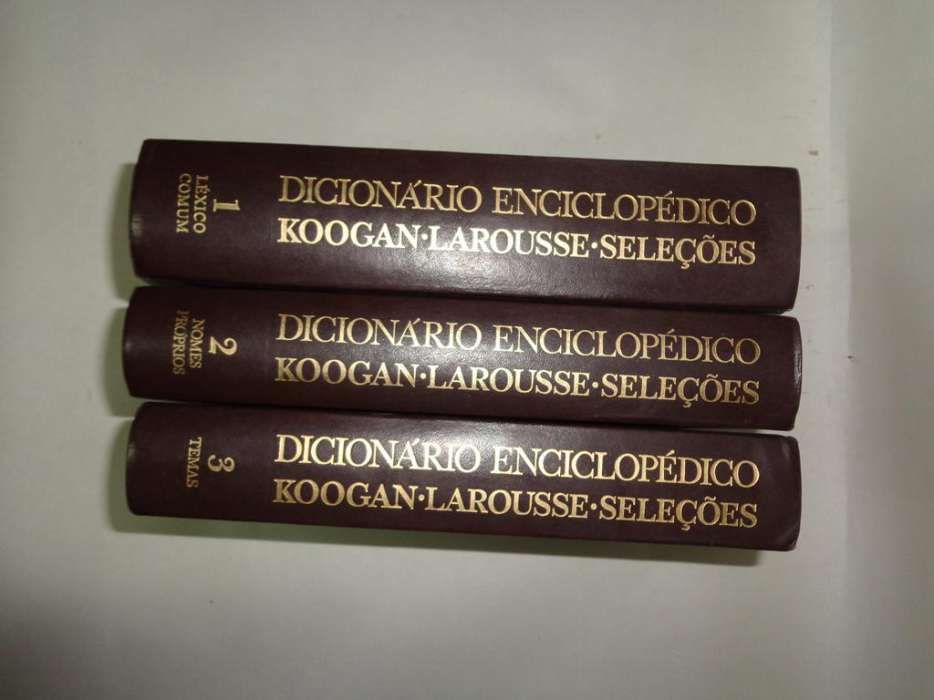 1
LÉXICO
COMUM
DICIONÁRIO ENCICLOPÉDICO
KOOGAN·LAROUSSE·SELEÇÕES
2
NOMES
PRÓPRIOS
DICIONÁRIO ENCICLOPÉDICO
KOOGAN·LAROUSSE·SELEÇÕES
3
TEMAS
DICIONÁRIO ENCICLOPÉDICO
KOOGAN·LAROUSSE·SELEÇÕES